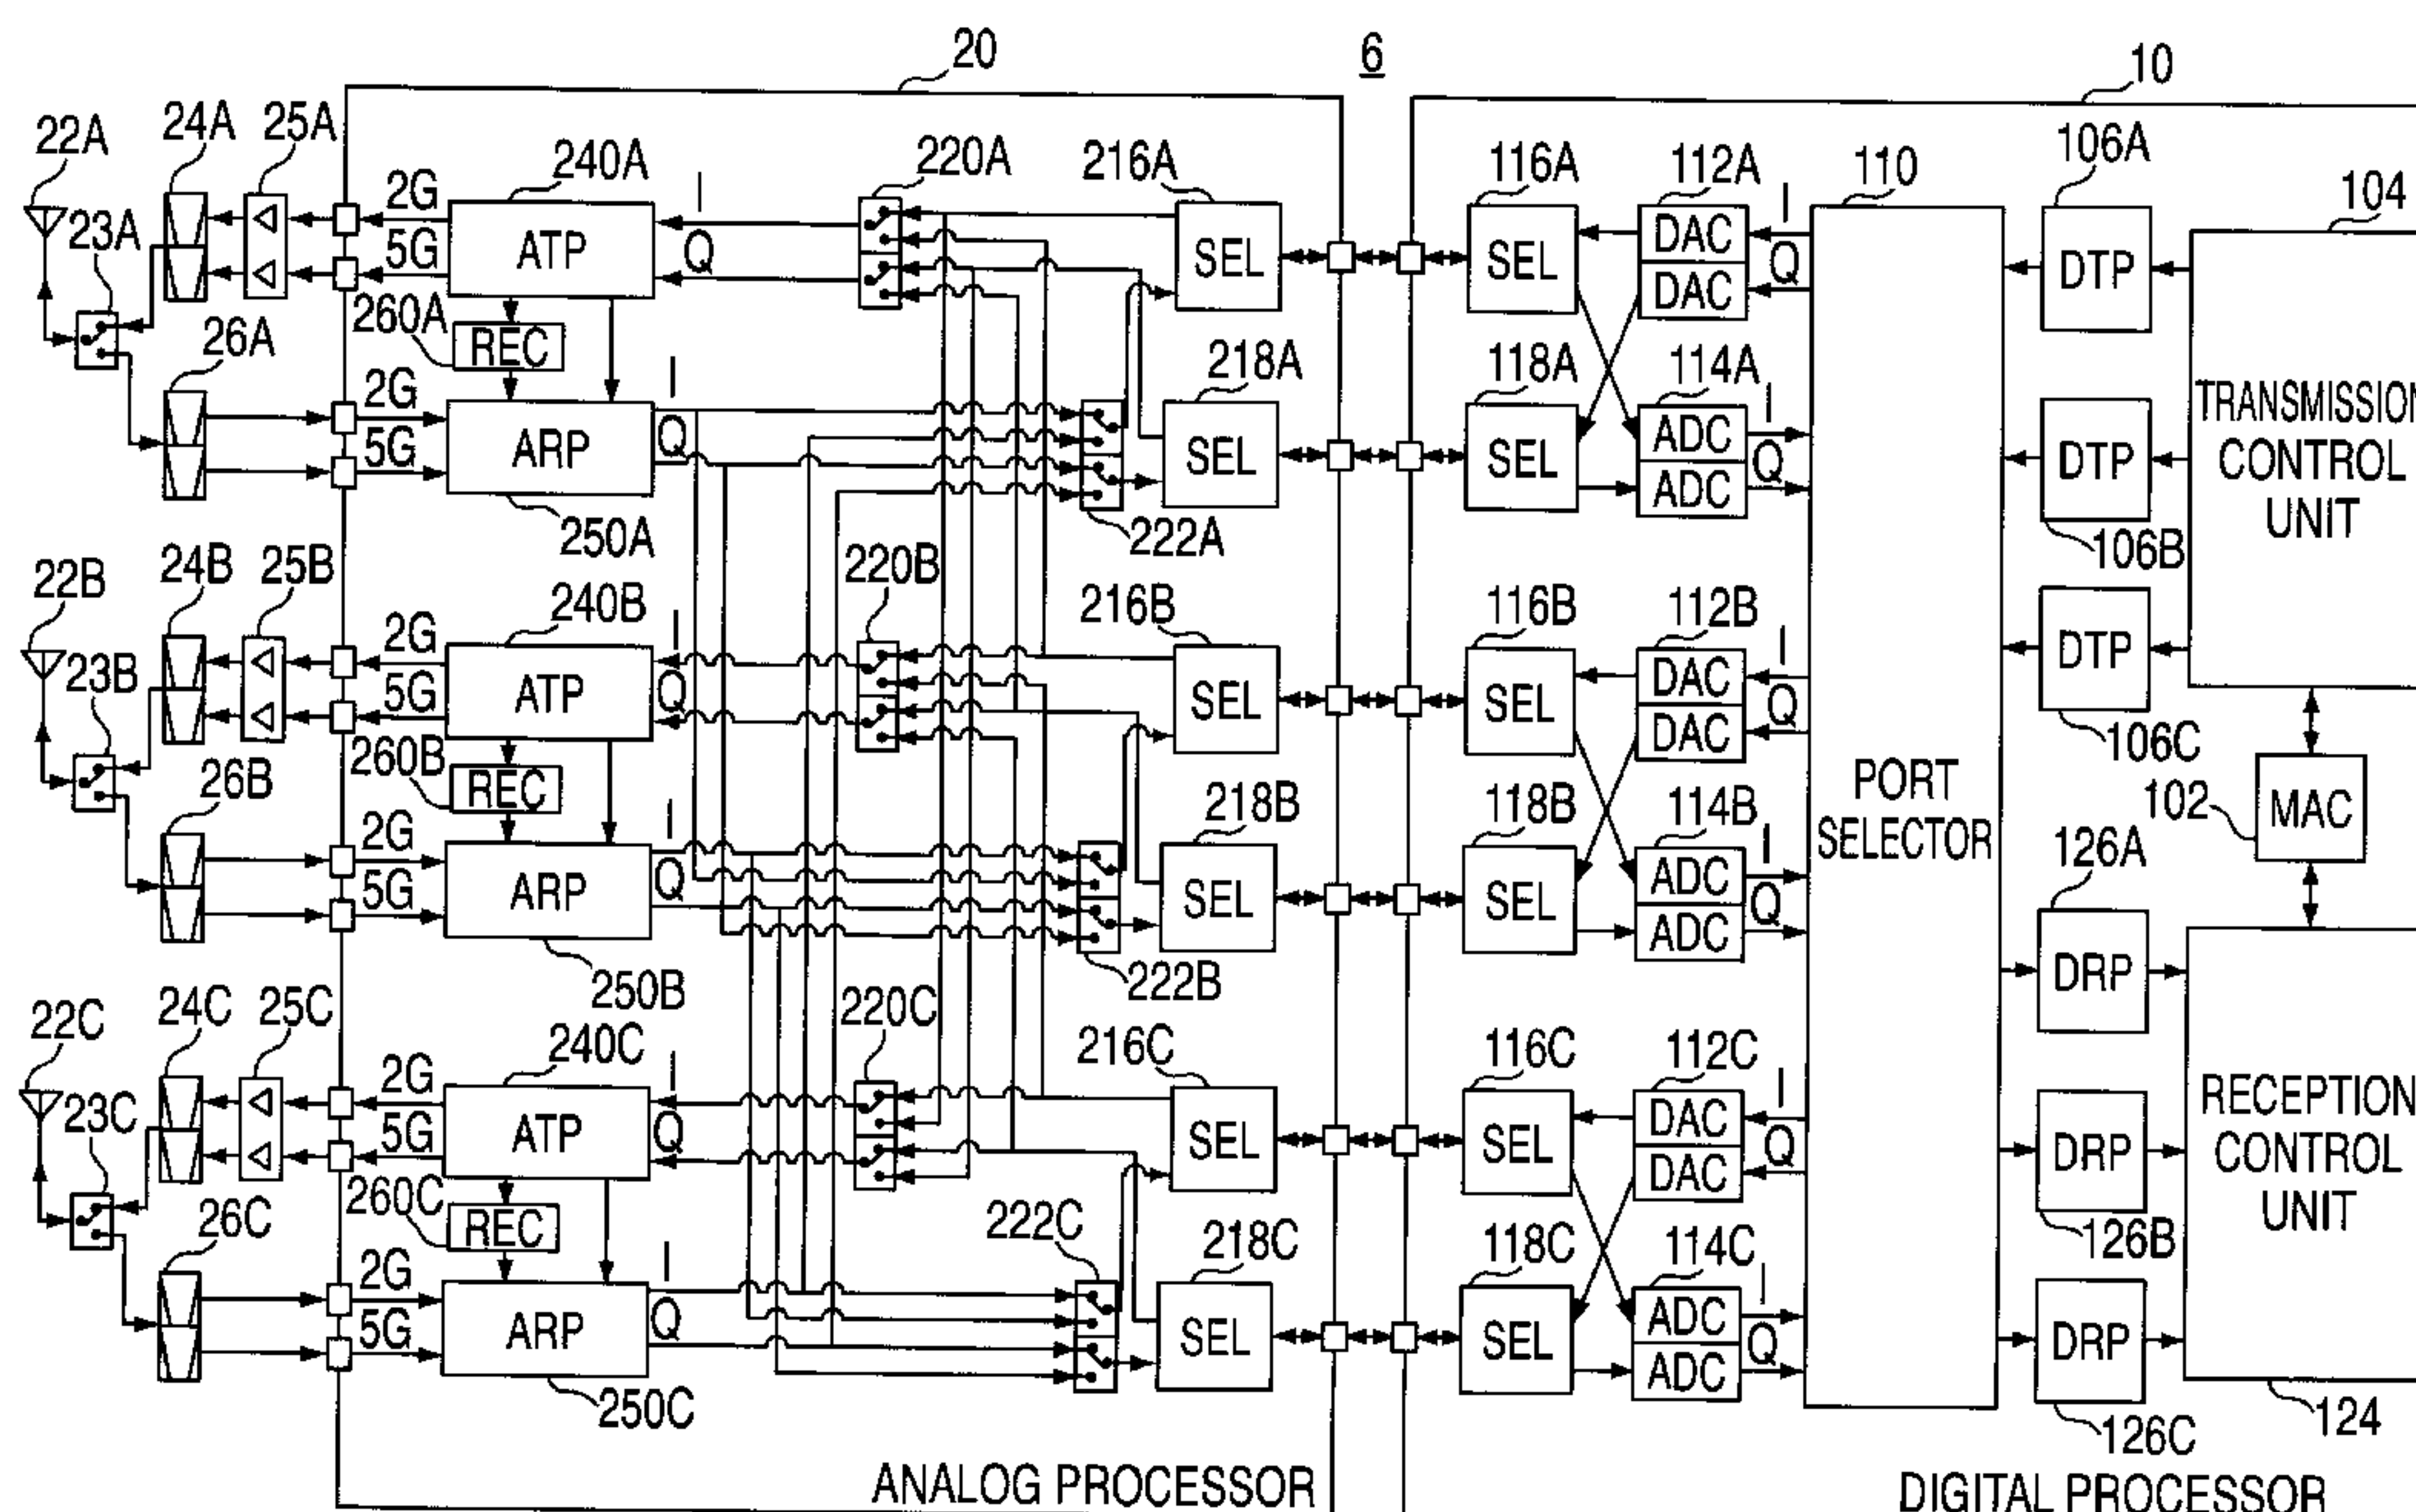 20
6
10
24A
25A
22A
23A
240A
220A
216A
116A
112A
110
106A
104
2G
5G
I
Q
ATP
SEL
SEL
DAC
DAC
I
Q
DTP
260A
REC
26A
218A
118A
114A
2G
5G
I
Q
ARP
SEL
SEL
ADC
ADC
I
Q
DTP
TRANSMISSION
CONTROL
UNIT
250A
222A
106B
24B
25B
22B
23B
240B
220B
216B
116B
112B
2G
5G
I
Q
ATP
SEL
SEL
DAC
DAC
I
Q
DTP
106C
260B
REC
26B
218B
118B
114B
PORT
SELECTOR
102
MAC
126A
2G
5G
I
Q
ARP
SEL
SEL
ADC
ADC
I
Q
DRP
250B
222B
24C
25C
22C
23C
240C
220C
216C
116C
112C
2G
5G
I
Q
ATP
SEL
SEL
DAC
DAC
I
Q
DRP
126B
RECEPTION
CONTROL
UNIT
260C
REC
26C
222C
218C
118C
114C
2G
5G
I
Q
ARP
SEL
SEL
ADC
ADC
I
Q
DRP
250C
126C
124
ANALOG PROCESSOR
DIGITAL PROCESSOR